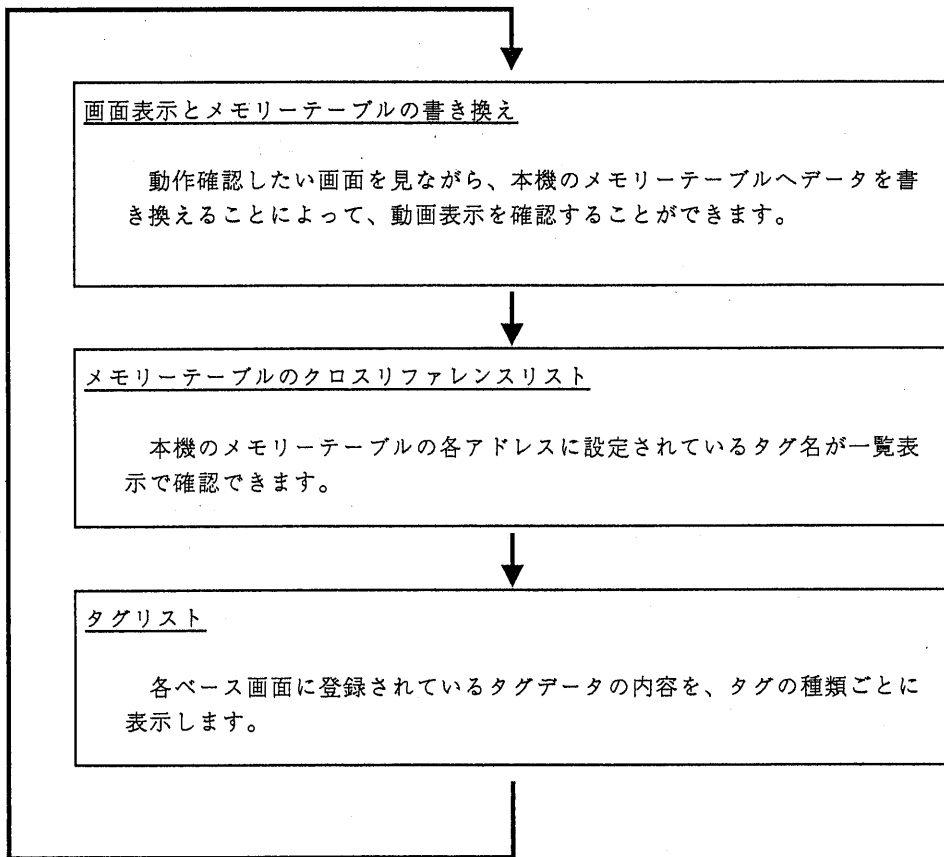 画面表示とメモリーテーブルの書き換え
動作確認したい画面を見ながら、本機のメモリーテーブルへデータを書
き換えることによって、動画表示を確認することができます。
メモリーテーブルのクロスリファレンスリスト
本機のメモリーテーブルの各アドレスに設定されているタグ名が一覧表
示で確認できます。
タグリスト
各ベース画面に登録されているタグデータの内容を、タグの種類ごとに
表示します。